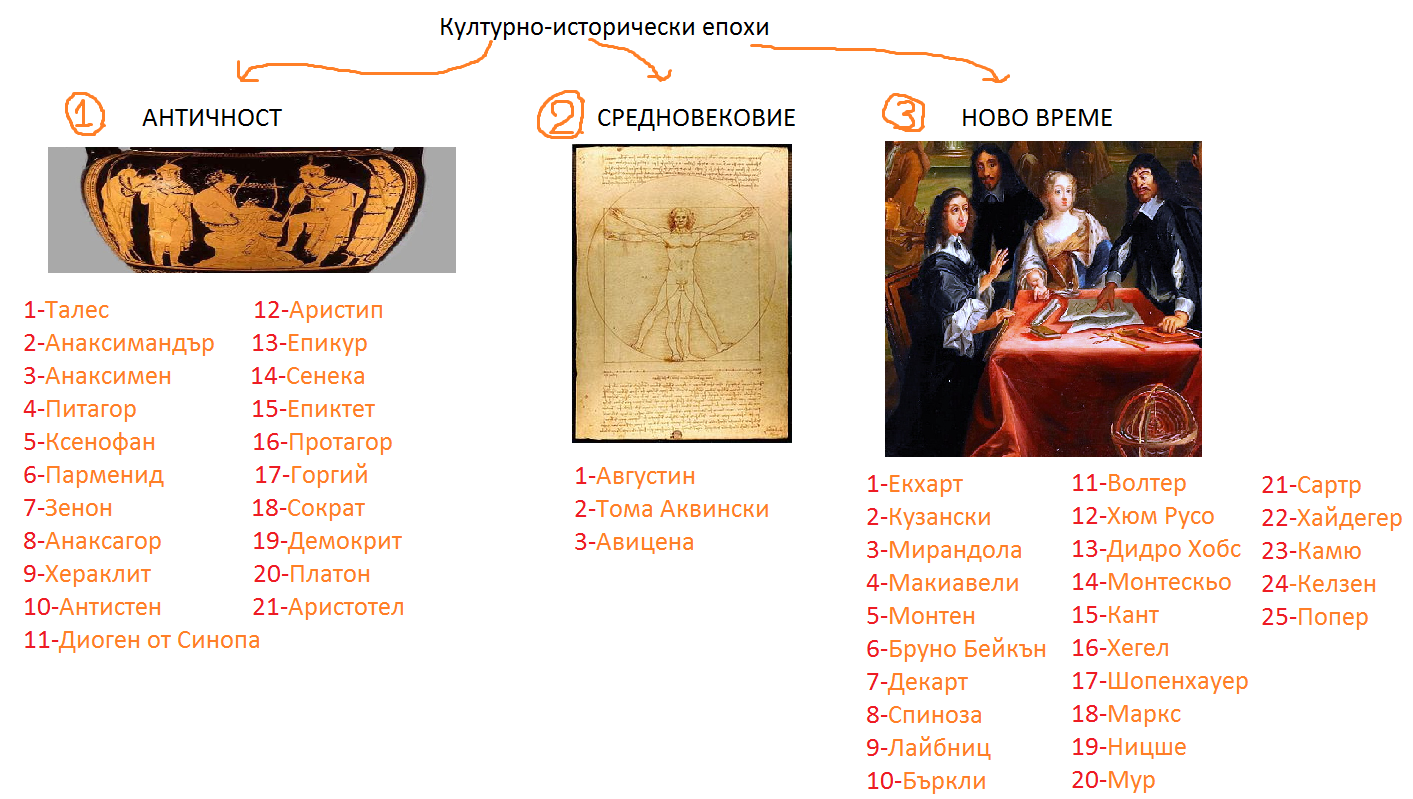 Културно-исторически епохи
1 АНТИЧНОСТ
1-Талес
2-Анаксимандър
3-Анаксимен
4-Питагор
5-Ксенофан
6-Парменид
7-Зенон
8-Анаксагор
9-Хераклит
10-Антистен
11-Диоген от Синопа
12-Аристип
13-Епикур
14-Сенека
15-Епиктет
16-Протагор
17-Горгий
18-Сократ
19-Демокрит
20-Платон
21-Аристотел
2 СРЕДНОВЕКОВИЕ
1-Августин
2-Тома Аквински
3-Авицена
3 НОВО ВРЕМЕ
1-Екхарт
2-Кузански
3-Мирандола
4-Макиавели
5-Монтен
6-Бруно Бейкън
7-Декарт
8-Спиноза
9-Лайбниц
10-Бъркли
11-Волтер
12-Хюм Русо
13-Дидро Хобс
14-Монтескьо
15-Кант
16-Хегел
17-Шопенхауер
18-Маркс
19-Ницше
20-Мур
21-Сартр
22-Хайдегер
23-Камю
24-Келзен
25-Попер